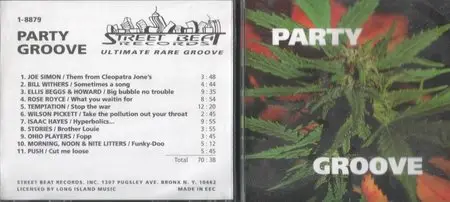 1-8879
PARTY
GROOVE
STREET BEAT
RECORDS
ULTIMATE RARE GROOVE
1. JOE SIMON / Them from Cleopatra Jone's 3 : 48
2. BILL WITHERS / Sometimes a song 4 : 44
3. ELLIS BEGGS & HOWARD / Big bubble no trouble 9 : 35
4. ROSE ROYCE / What you waitin for 8 : 54
5. TEMPTATION / Stop the war 12 : 20
6. WILSON PICKETT / Take the pollution out your throat 2 : 45
7. ISAAC HAYES / Hyperbolics... 9 : 55
8. STORIES / Brother Louie 3 : 55
9. OHIO PLAYERS / Fopp 3 : 45
10. MORNING, NOON & NITE LITERS / Funky-Doo 5 : 12
11. PUSH / Cut me loose 5 : 45
Total 70 : 38
STREET BEAT RECORDS, INC. 1307 PUGSLEY AVE. BRONX N. Y. 10462
LICENSED BY LONG ISLAND MUSIC MADE IN EEC
PARTY
GROOVE